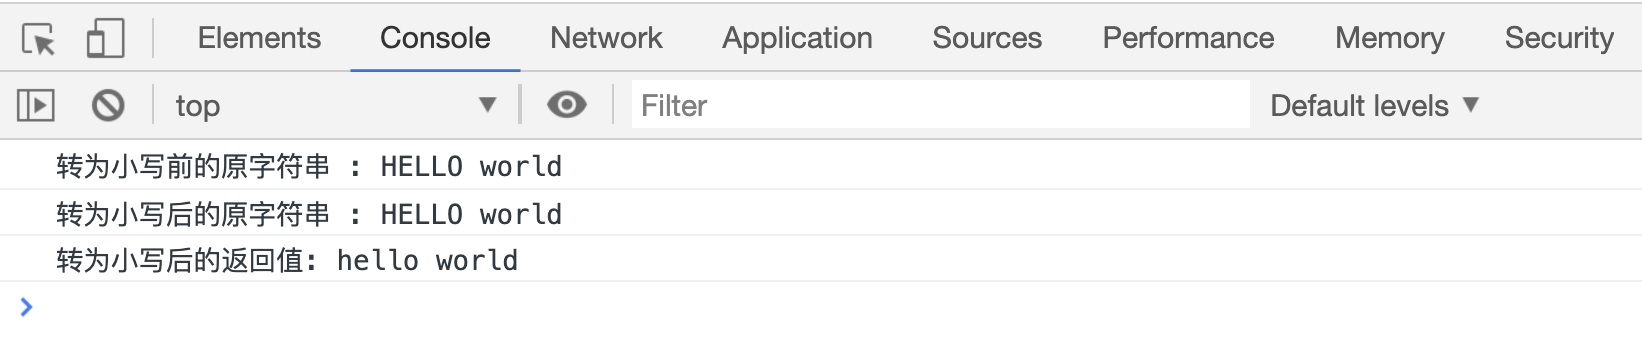 Elements Console Network Application Sources Performance Memory Security
top Filter Default levels
转为小写前的原字符串 : HELLO world
转为小写后的原字符串 : HELLO world
转为小写后的返回值: hello world